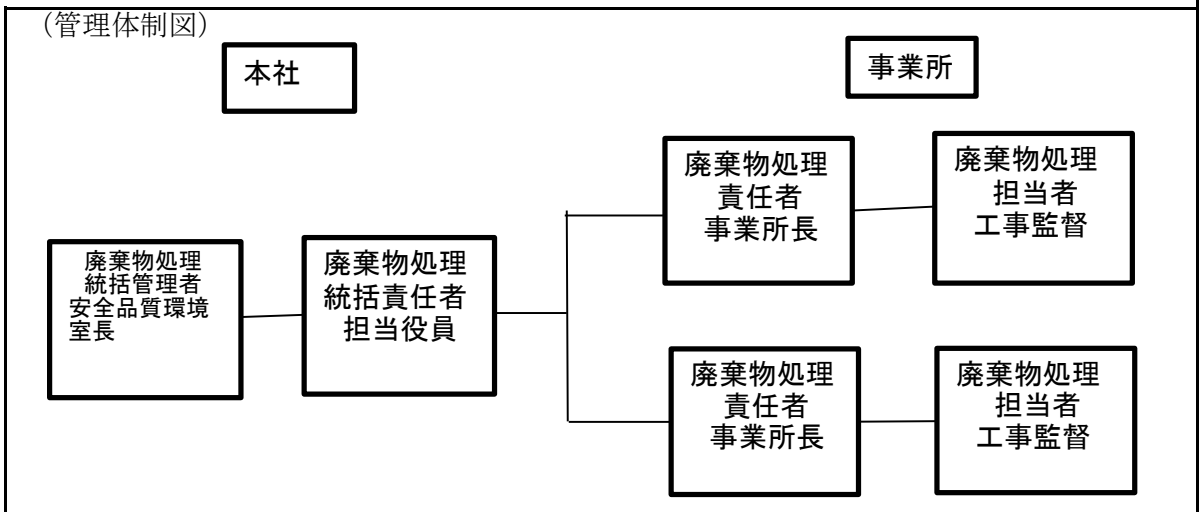 （管理体制図）
本社
事業所
廃棄物処理
統括管理者
安全品質環境
室長
廃棄物処理
統括責任者
担当役員
廃棄物処理
責任者
事業所長
廃棄物処理
担当者
工事監督
廃棄物処理
責任者
事業所長
廃棄物処理
担当者
工事監督